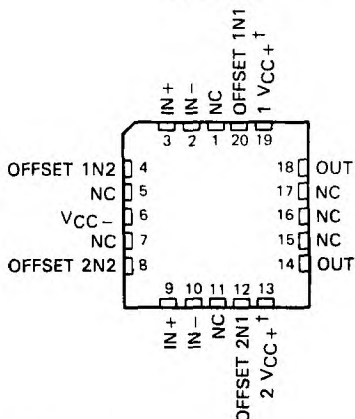 IN+
IN−
NC
OFFSET 1N1
1 VCC+†
3 2 1 20 19
OFFSET 1N2 4
NC 5
VCC− 6
NC 7
OFFSET 2N2 8
18 OUT
17 NC
16 NC
15 NC
14 OUT
9 10 11 12 13
IN+
IN−
NC
OFFSET 2N1
2 VCC+†